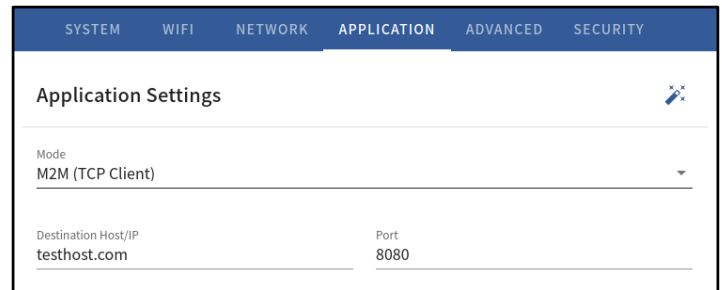 SYSTEM WIFI NETWORK APPLICATION ADVANCED SECURITY
Application Settings
Mode
M2M (TCP Client)
Destination Host/IP Port
testhost.com 8080